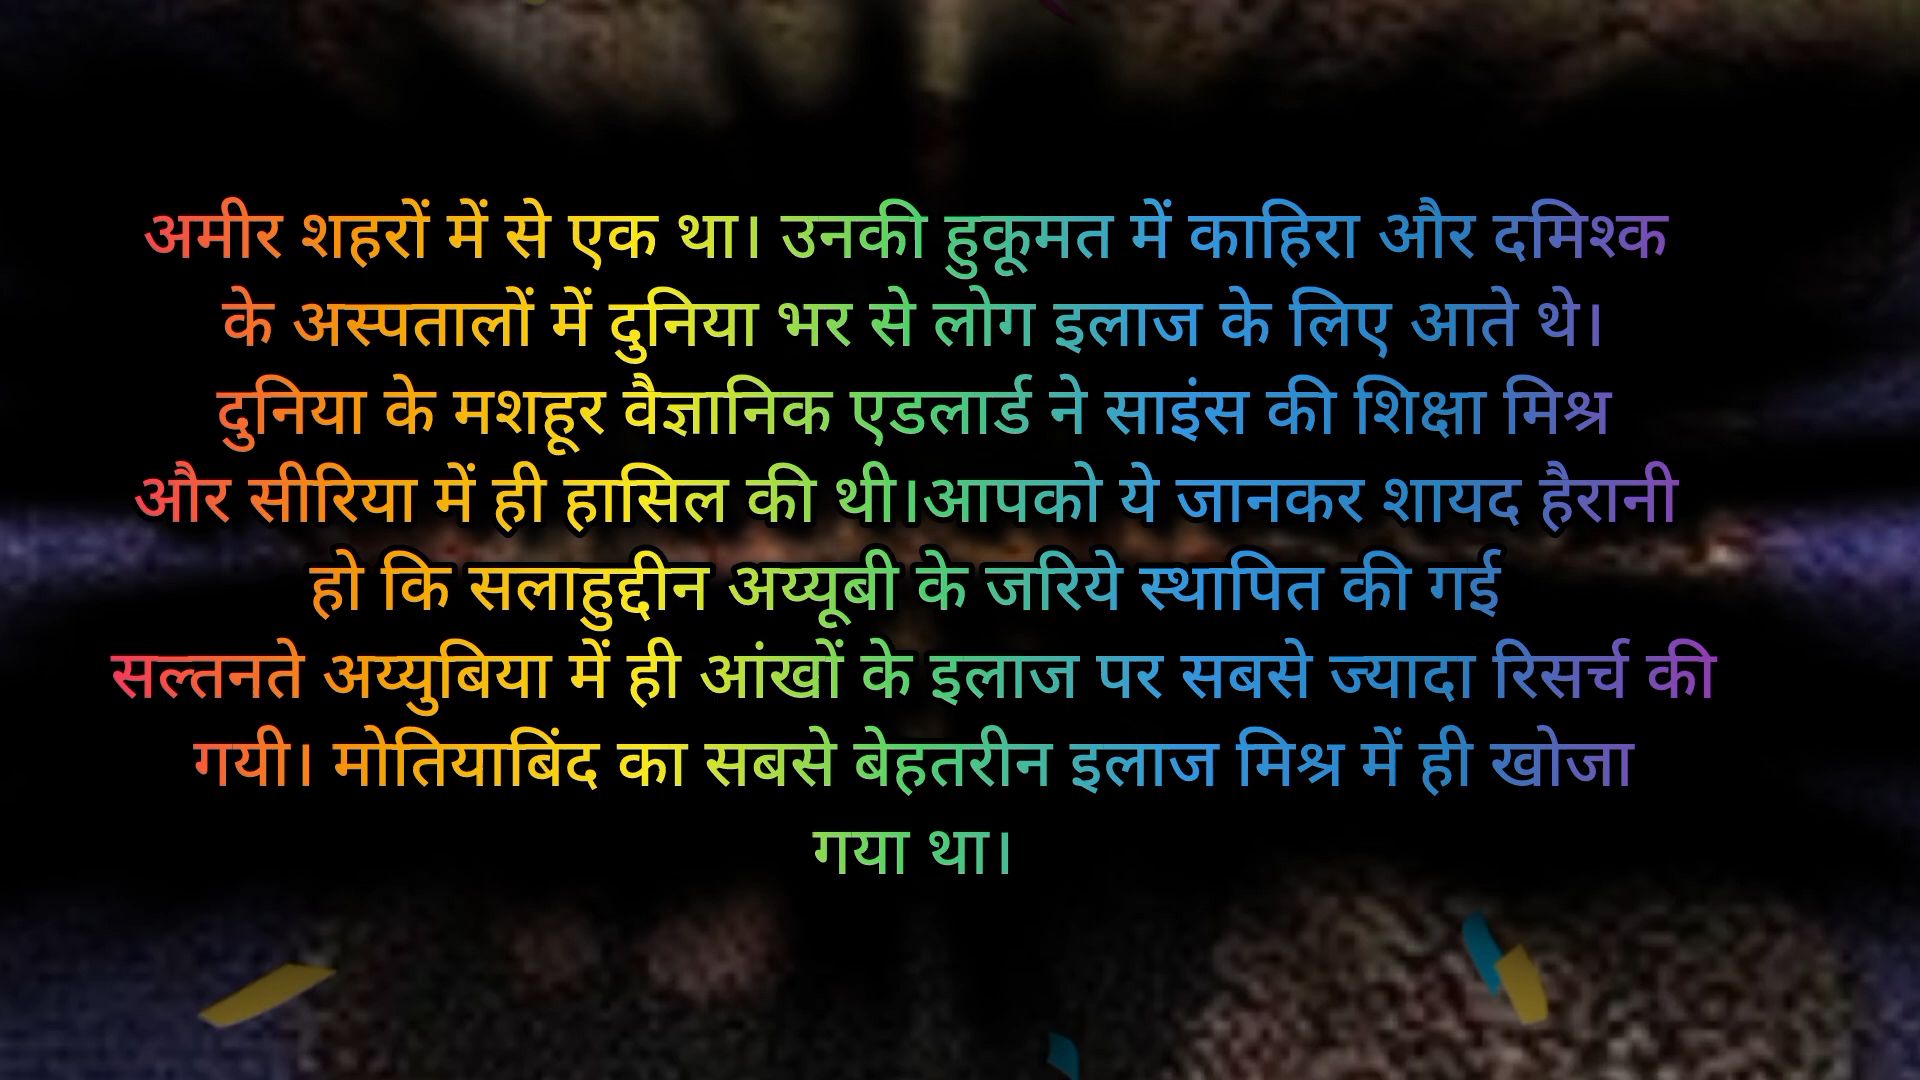 अमीर शहरों में से एक था। उनकी हुकूमत में काहिरा और दमिश्क
के अस्पतालों में दुनिया भर से लोग इलाज के लिए आते थे।
दुनिया के मशहूर वैज्ञानिक एडलार्ड ने साइंस की शिक्षा मिश्र
और सीरिया में ही हासिल की थी।आपको ये जानकर शायद हैरानी
हो कि सलाहुद्दीन अय्यूबी के जरिये स्थापित की गई
सल्तनते अय्युबिया में ही आंखों के इलाज पर सबसे ज्यादा रिसर्च की
गयी। मोतियाबिंद का सबसे बेहतरीन इलाज मिश्र में ही खोजा
गया था।